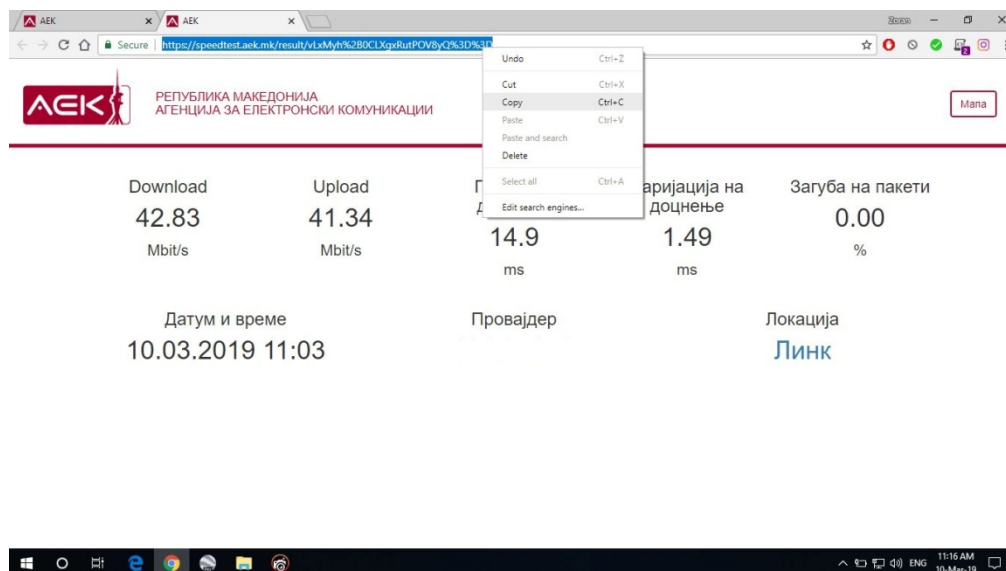 AEK
AEK
Secure https://speedtest.aek.mk/result/vLxMyh%2B0CLXgxRutPOV8yQ%3D%3D
Undo Ctrl+Z
Cut Ctrl+X
Copy Ctrl+C
Paste Ctrl+V
Paste and search
Delete
Select all Ctrl+A
Edit search engines...
АЕК
РЕПУБЛИКА МАКЕДОНИЈА
АГЕНЦИЈА ЗА ЕЛЕКТРОНСКИ КОМУНИКАЦИИ
Мапа
Download
42.83
Mbit/s
Upload
41.34
Mbit/s
14.9
ms
аријација на
доцнење
1.49
ms
Загуба на пакети
0.00
%
Датум и време
10.03.2019 11:03
Провајдер
Локација
Линк
2
ENG
11:16 AM
10-Mar-19